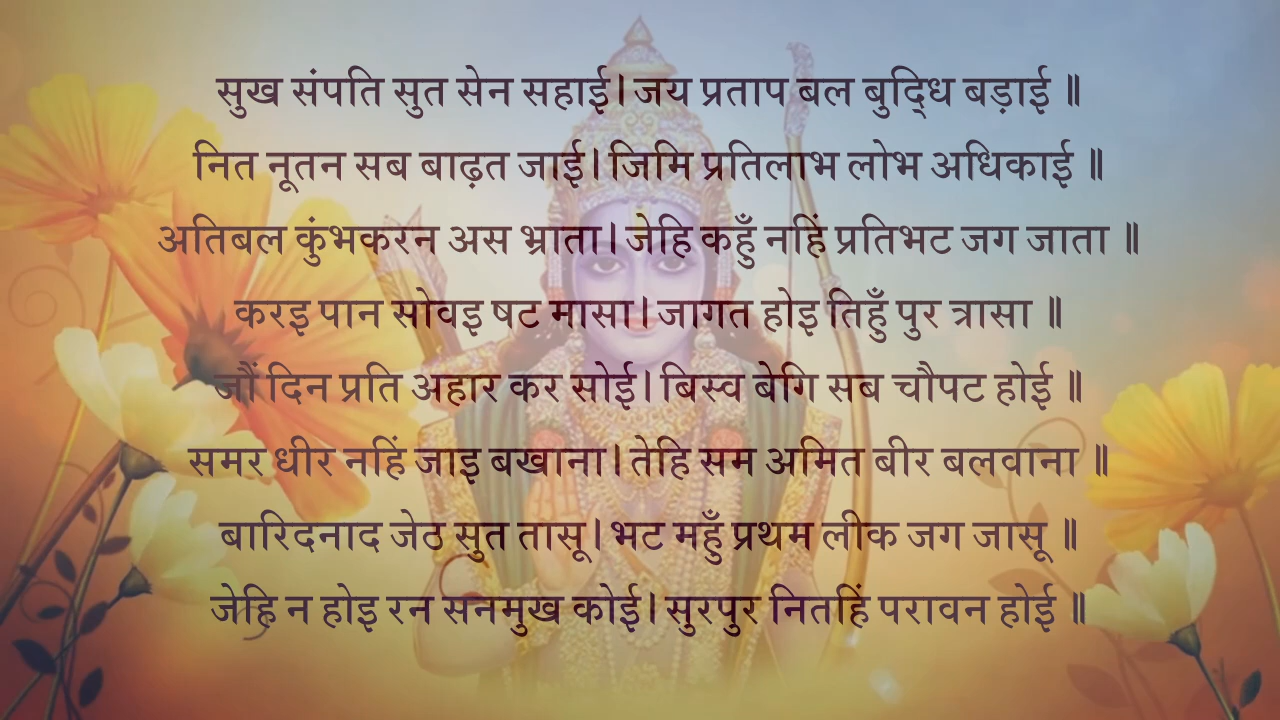 सुख संपति सुत सेन सहाई। जय प्रताप बल बुद्धि बड़ाई ॥
नित नूतन सब बाढ़त जाई। जिमि प्रतिलाभ लोभ अधिकाई ॥
अतिबल कुंभकरन अस भ्राता। जेहि कहुँ नहिं प्रतिभट जग जाता ॥
करइ पान सोवइ षट मासा। जागत होइ तिहुँ पुर त्रासा ॥
जौं दिन प्रति अहार कर सोई। बिस्व बेगि सब चौपट होई ॥
समर धीर नहिं जाइ बखाना। तेहि सम अमित बीर बलवाना ॥
बारिदनाद जेठ सुत तासू। भट महुँ प्रथम लीक जग जासू ॥
जेहि न होइ रन सनमुख कोई। सुरपुर नितहिं परावन होई ॥